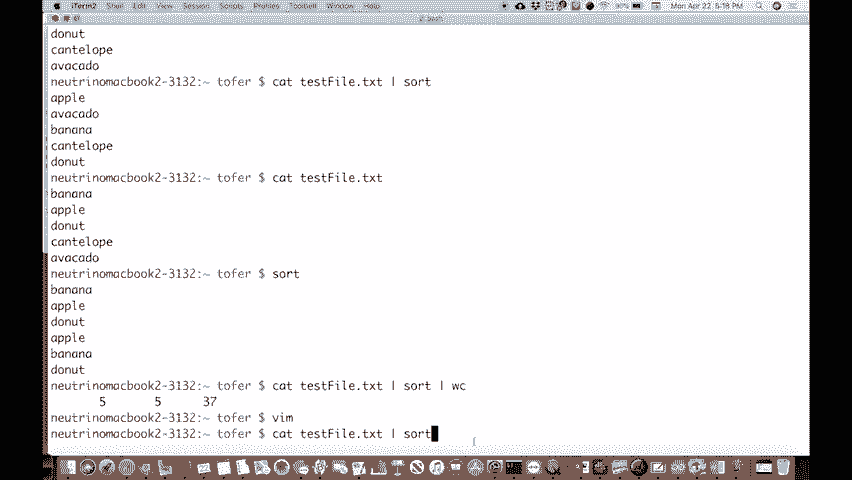 iTerm2 Shell Edit View Session Scripts Profiles Toolbelt Window Help 90% Mon Apr 22 5:18 PM
bash
donut
cantelope
avacado
neutrinomacbook2-3132:~ tofer $ cat testFile.txt | sort
apple
avacado
banana
cantelope
donut
neutrinomacbook2-3132:~ tofer $ cat testFile.txt
banana
apple
donut
cantelope
avacado
neutrinomacbook2-3132:~ tofer $ sort
banana
apple
donut
apple
banana
donut
neutrinomacbook2-3132:~ tofer $ cat testFile.txt | sort | wc
5 5 37
neutrinomacbook2-3132:~ tofer $ vim
neutrinomacbook2-3132:~ tofer $ cat testFile.txt | sort